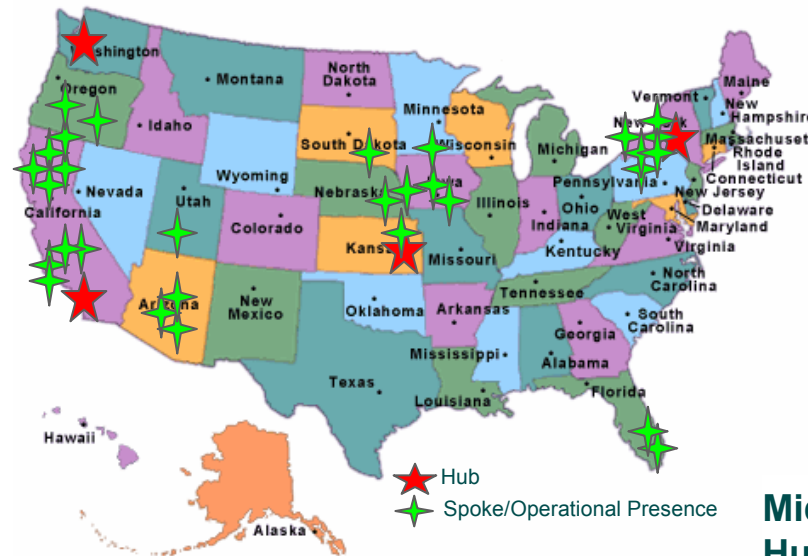 Washington
Montana
North
Dakota
Minnesota
Maine
Vermont
New
Hampshire
Oregon
Idaho
South Dakota
Wisconsin
Michigan
New York
Massachuset
Rhode
Island
Connecticut
Wyoming
Nebraska
Iowa
Pennsylvania
New Jersey
Nevada
Utah
Illinois
Ohio
Delaware
California
Colorado
Kansas
Missouri
Indiana
West
Virginia
Maryland
Virginia
Kentucky
Arizona
New
Mexico
Oklahoma
Arkansas
Tennessee
North
Carolina
South
Carolina
Mississippi
Alabama
Georgia
Texas
Louisiana
Florida
Hawaii
Alaska
Hub
Spoke/Operational Presence